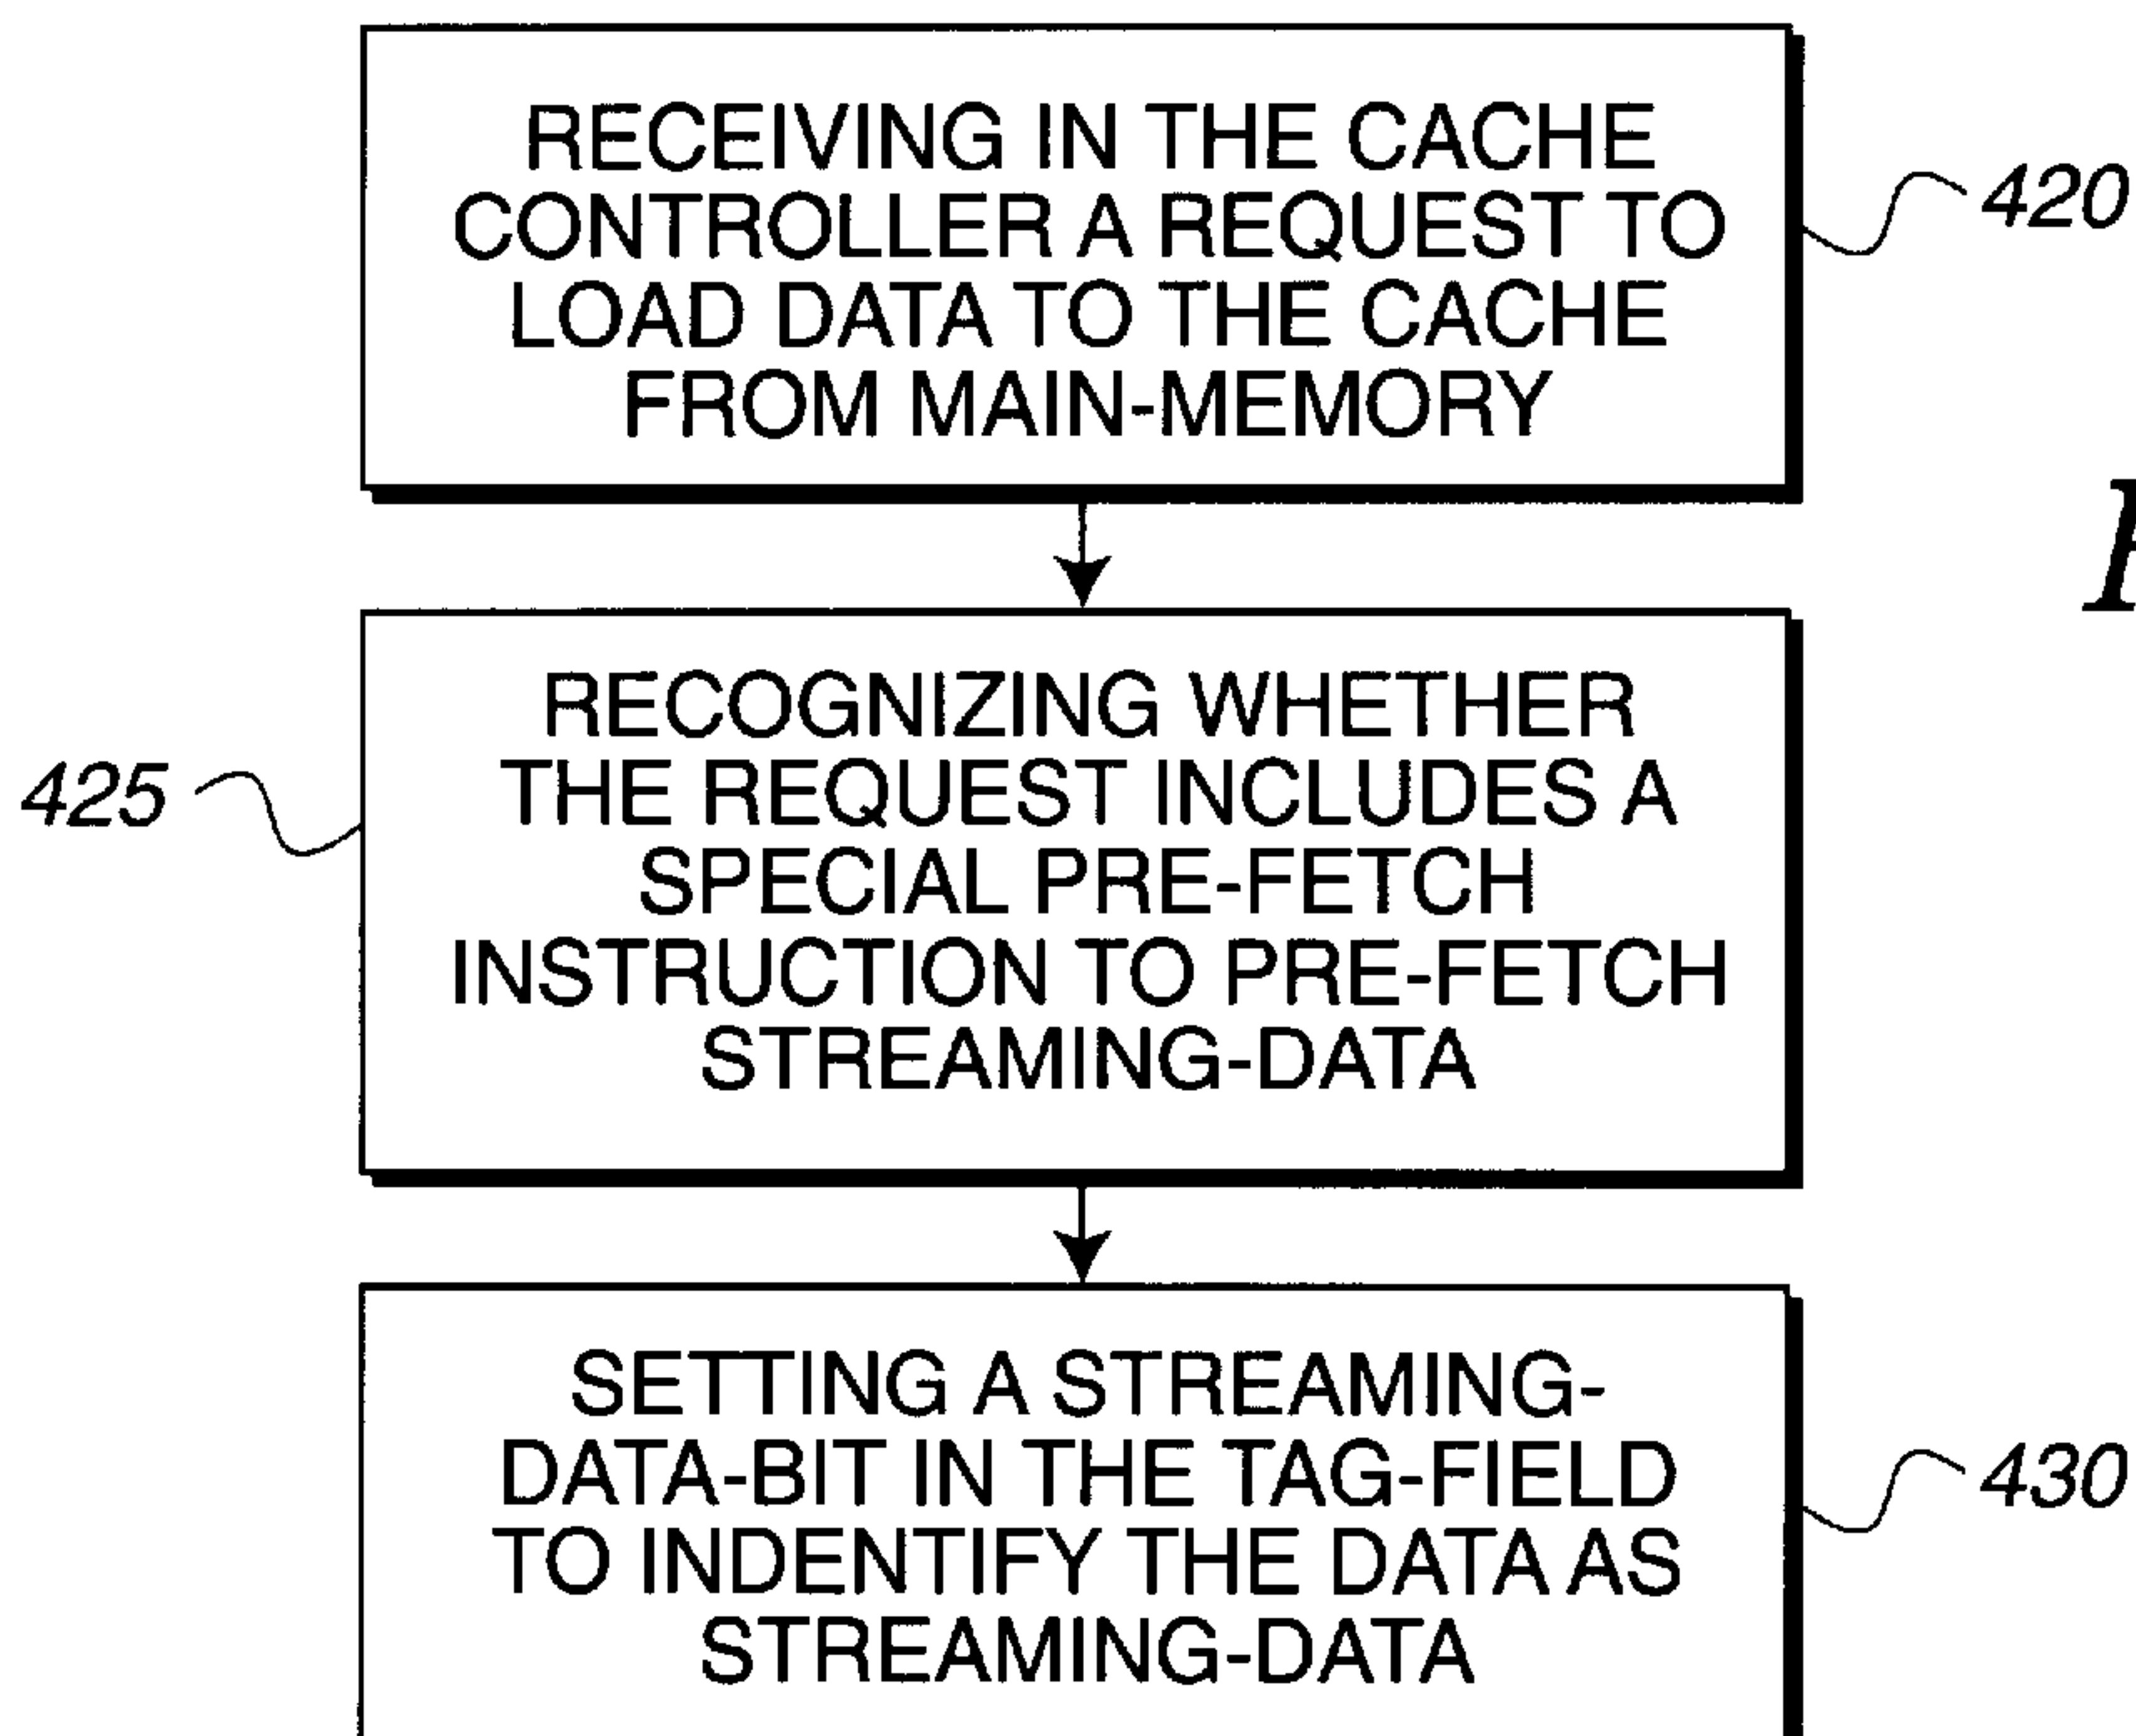 RECEIVING IN THE CACHE
CONTROLLER A REQUEST TO
LOAD DATA TO THE CACHE
FROM MAIN-MEMORY
420
RECOGNIZING WHETHER
THE REQUEST INCLUDES A
SPECIAL PRE-FETCH
INSTRUCTION TO PRE-FETCH
STREAMING-DATA
425
SETTING A STREAMING-
DATA-BIT IN THE TAG-FIELD
TO INDENTIFY THE DATA AS
STREAMING-DATA
430